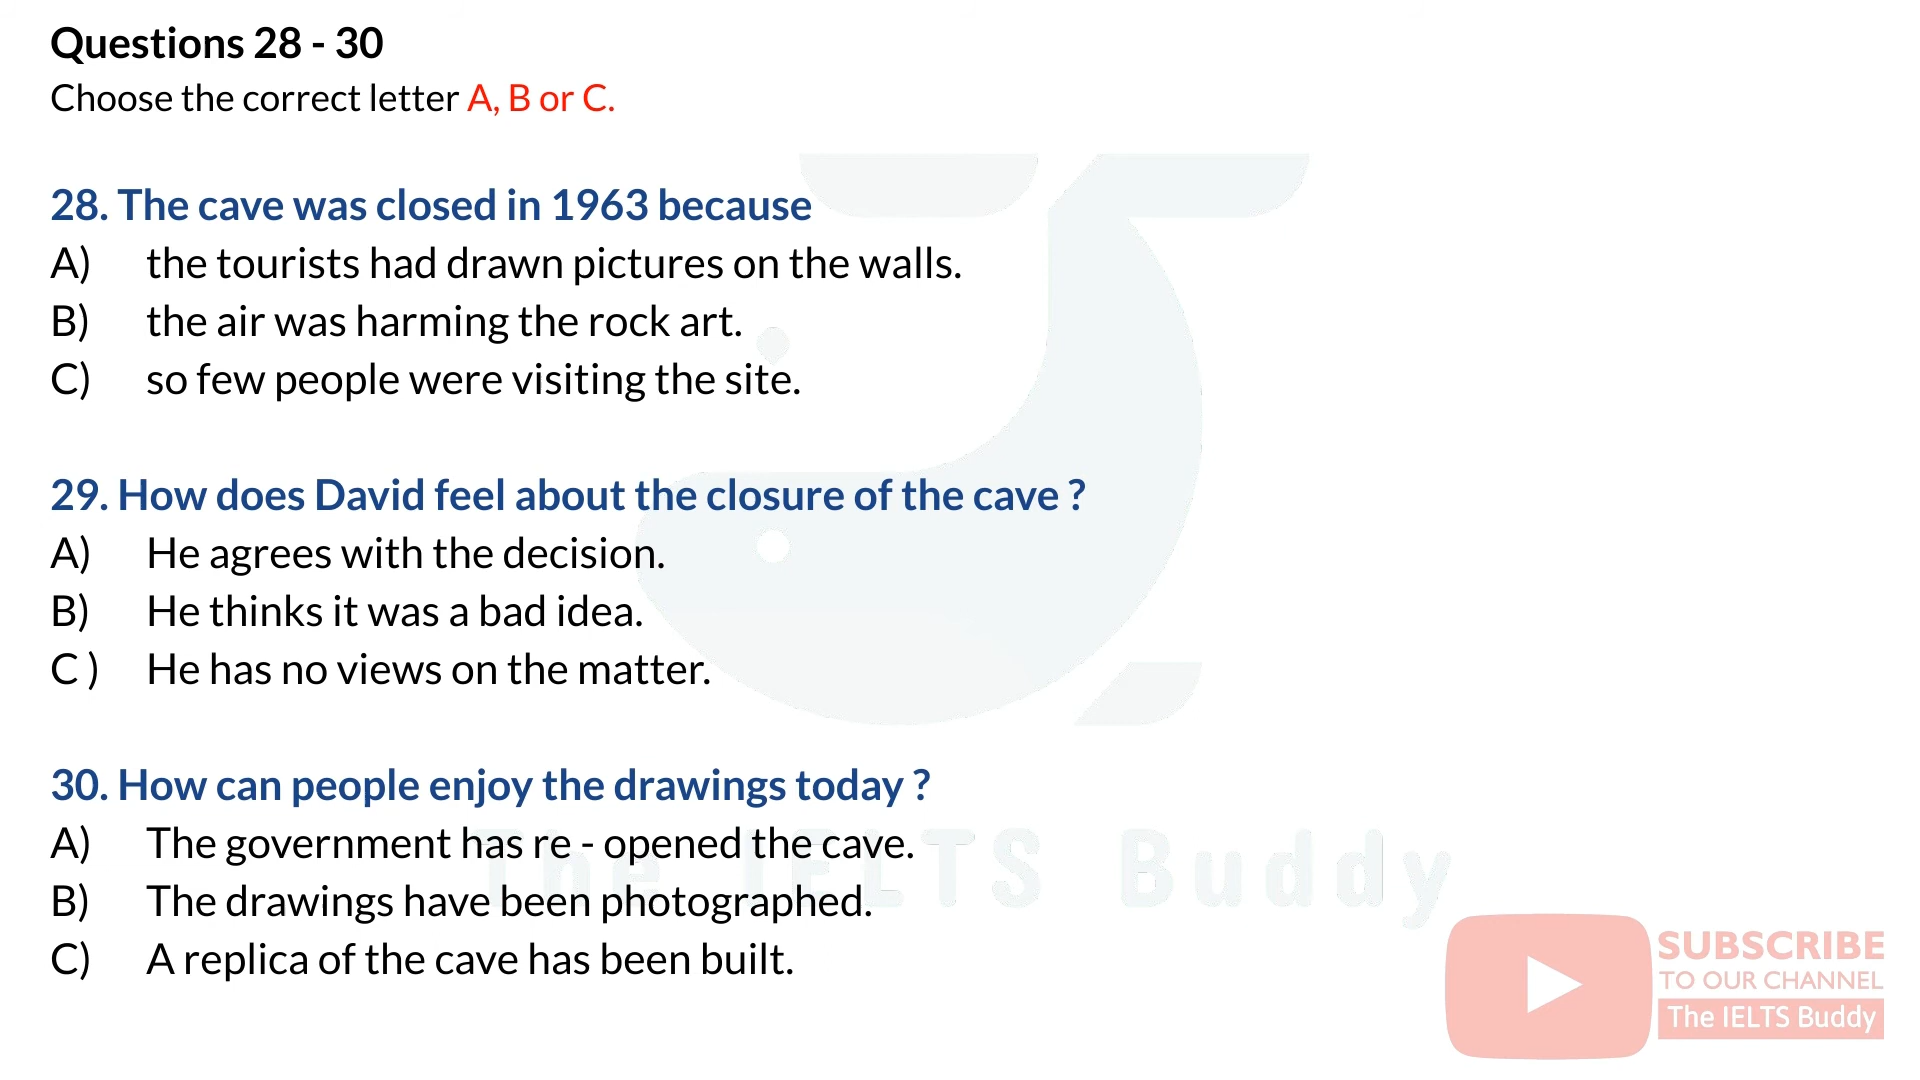 Questions 28 - 30
Choose the correct letter A, B or C.
28. The cave was closed in 1963 because
A) the tourists had drawn pictures on the walls.
B) the air was harming the rock art.
C) so few people were visiting the site.
29. How does David feel about the closure of the cave ?
A) He agrees with the decision.
B) He thinks it was a bad idea.
C ) He has no views on the matter.
30. How can people enjoy the drawings today ?
A) The government has re - opened the cave.
B) The drawings have been photographed.
C) A replica of the cave has been built.
The IELTS Buddy
SUBSCRIBE
TO OUR CHANNEL
The IELTS Buddy